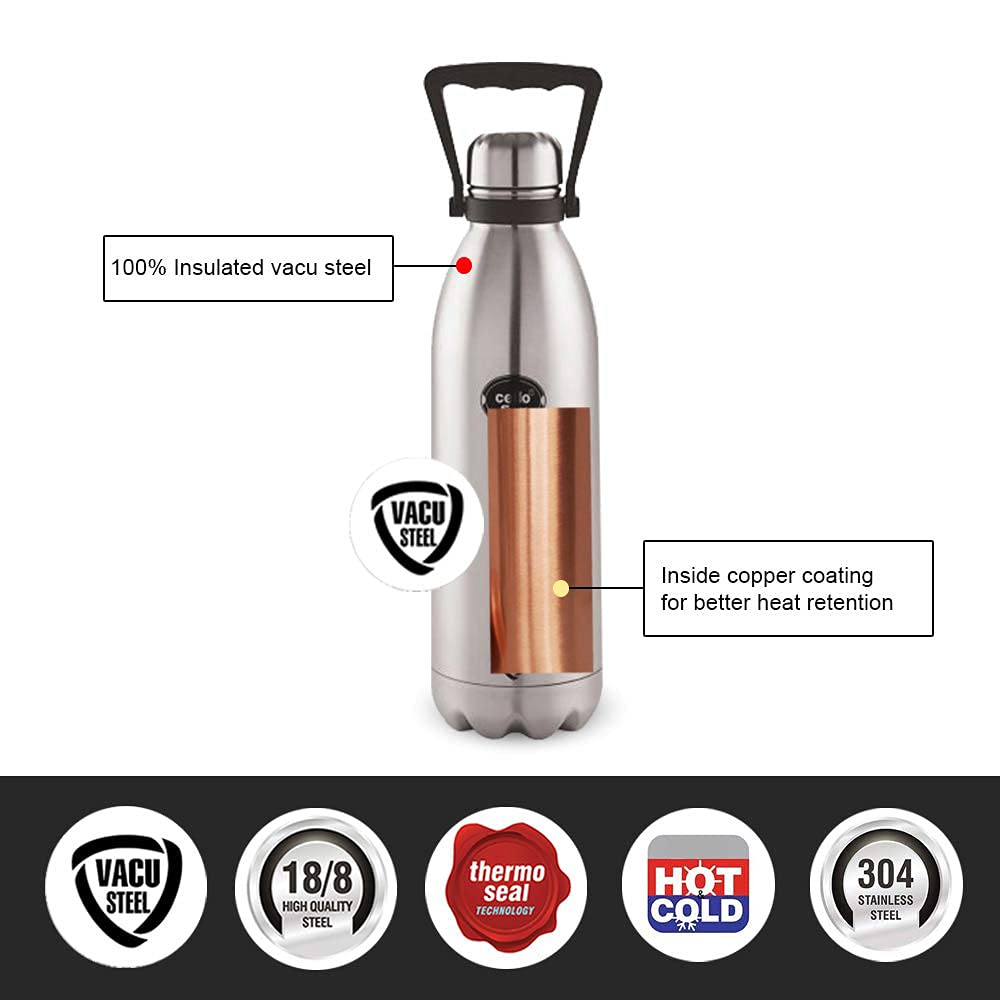 100% Insulated vacu steel
cello
VACU
STEEL
Inside copper coating
for better heat retention
VACU
STEEL
18/8
HIGH QUALITY
STEEL
thermo
seal
TECHNOLOGY
HOT
COLD
304
STAINLESS
STEEL